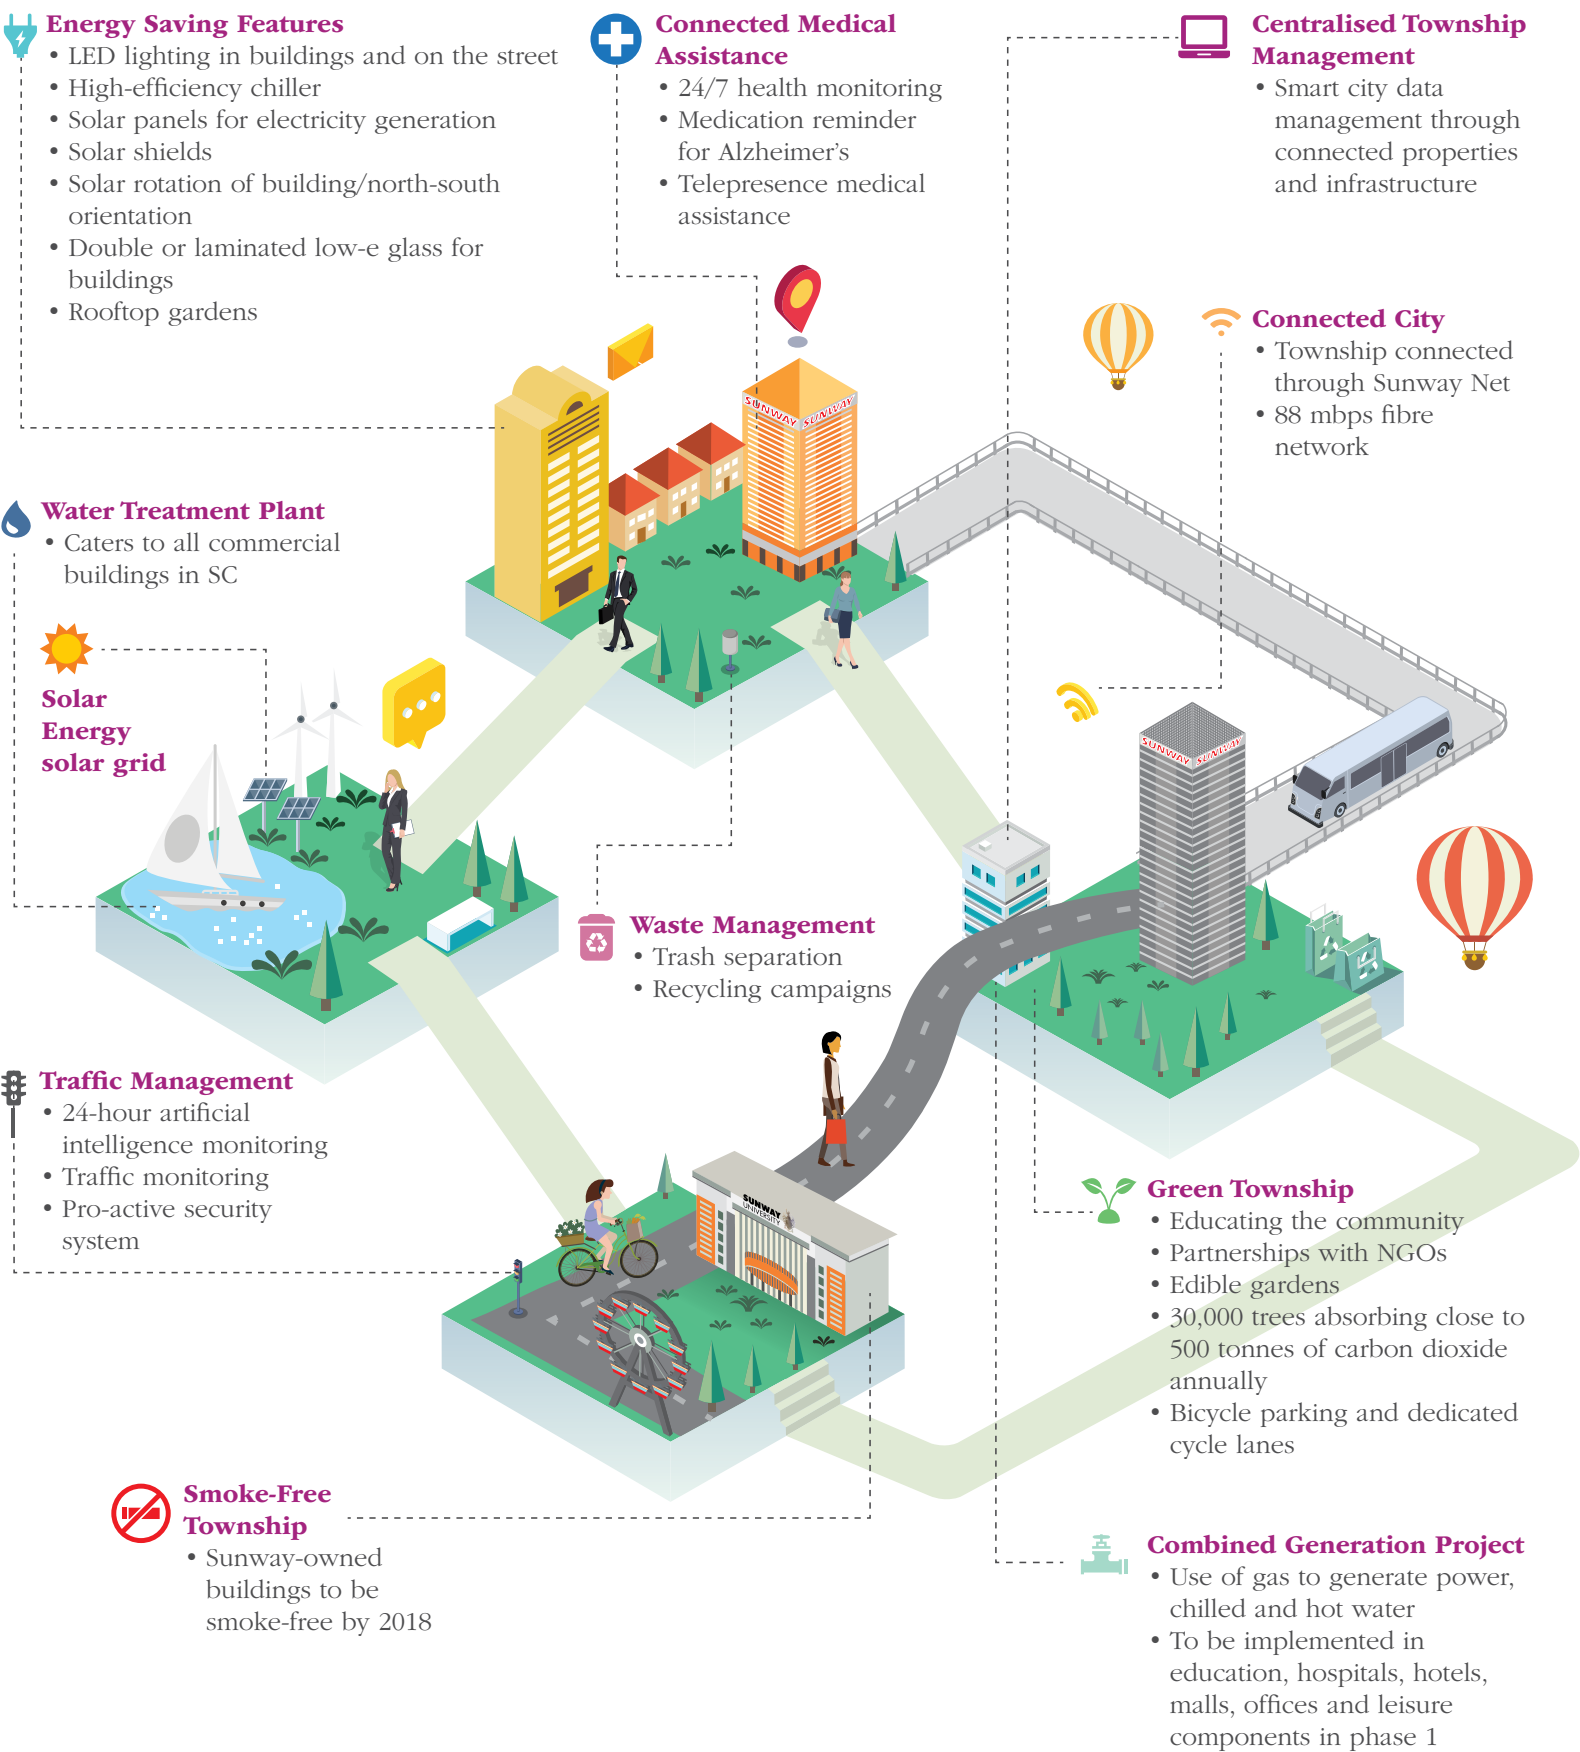 Energy Saving Features
• LED lighting in buildings and on the street
• High-efficiency chiller
• Solar panels for electricity generation
• Solar shields
• Solar rotation of building/north-south
orientation
• Double or laminated low-e glass for
buildings
• Rooftop gardens
Connected Medical
Assistance
• 24/7 health monitoring
• Medication reminder
for Alzheimer's
• Telepresence medical
assistance
Centralised Township
Management
• Smart city data
management through
connected properties
and infrastructure
Connected City
• Township connected
through Sunway Net
• 88 mbps fibre
network
SUNWAY SUNWAY
Water Treatment Plant
• Caters to all commercial
buildings in SC
Solar
Energy
solar grid
SUNWAY SUNWAY
Waste Management
• Trash separation
• Recycling campaigns
Traffic Management
• 24-hour artificial
intelligence monitoring
• Traffic monitoring
• Pro-active security
system
SUNWAY
UNIVERSITY
Green Township
• Educating the community
• Partnerships with NGOs
• Edible gardens
• 30,000 trees absorbing close to
500 tonnes of carbon dioxide
annually
• Bicycle parking and dedicated
cycle lanes
Smoke-Free
Township
• Sunway-owned
buildings to be
smoke-free by 2018
Combined Generation Project
• Use of gas to generate power,
chilled and hot water
• To be implemented in
education, hospitals, hotels,
malls, offices and leisure
components in phase 1